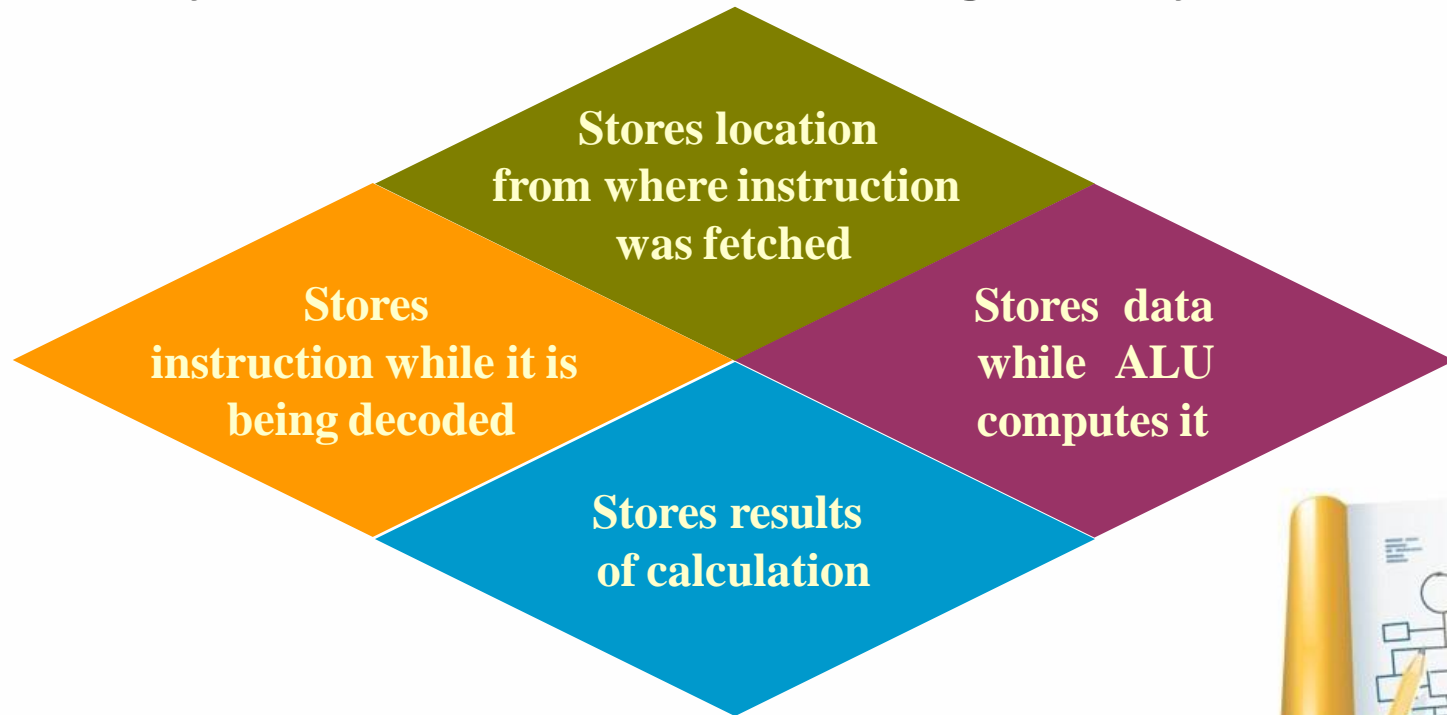 Stores location
from where instruction
was fetched
Stores
instruction while it is
being decoded
Stores data
while ALU
computes it
Stores results
of calculation